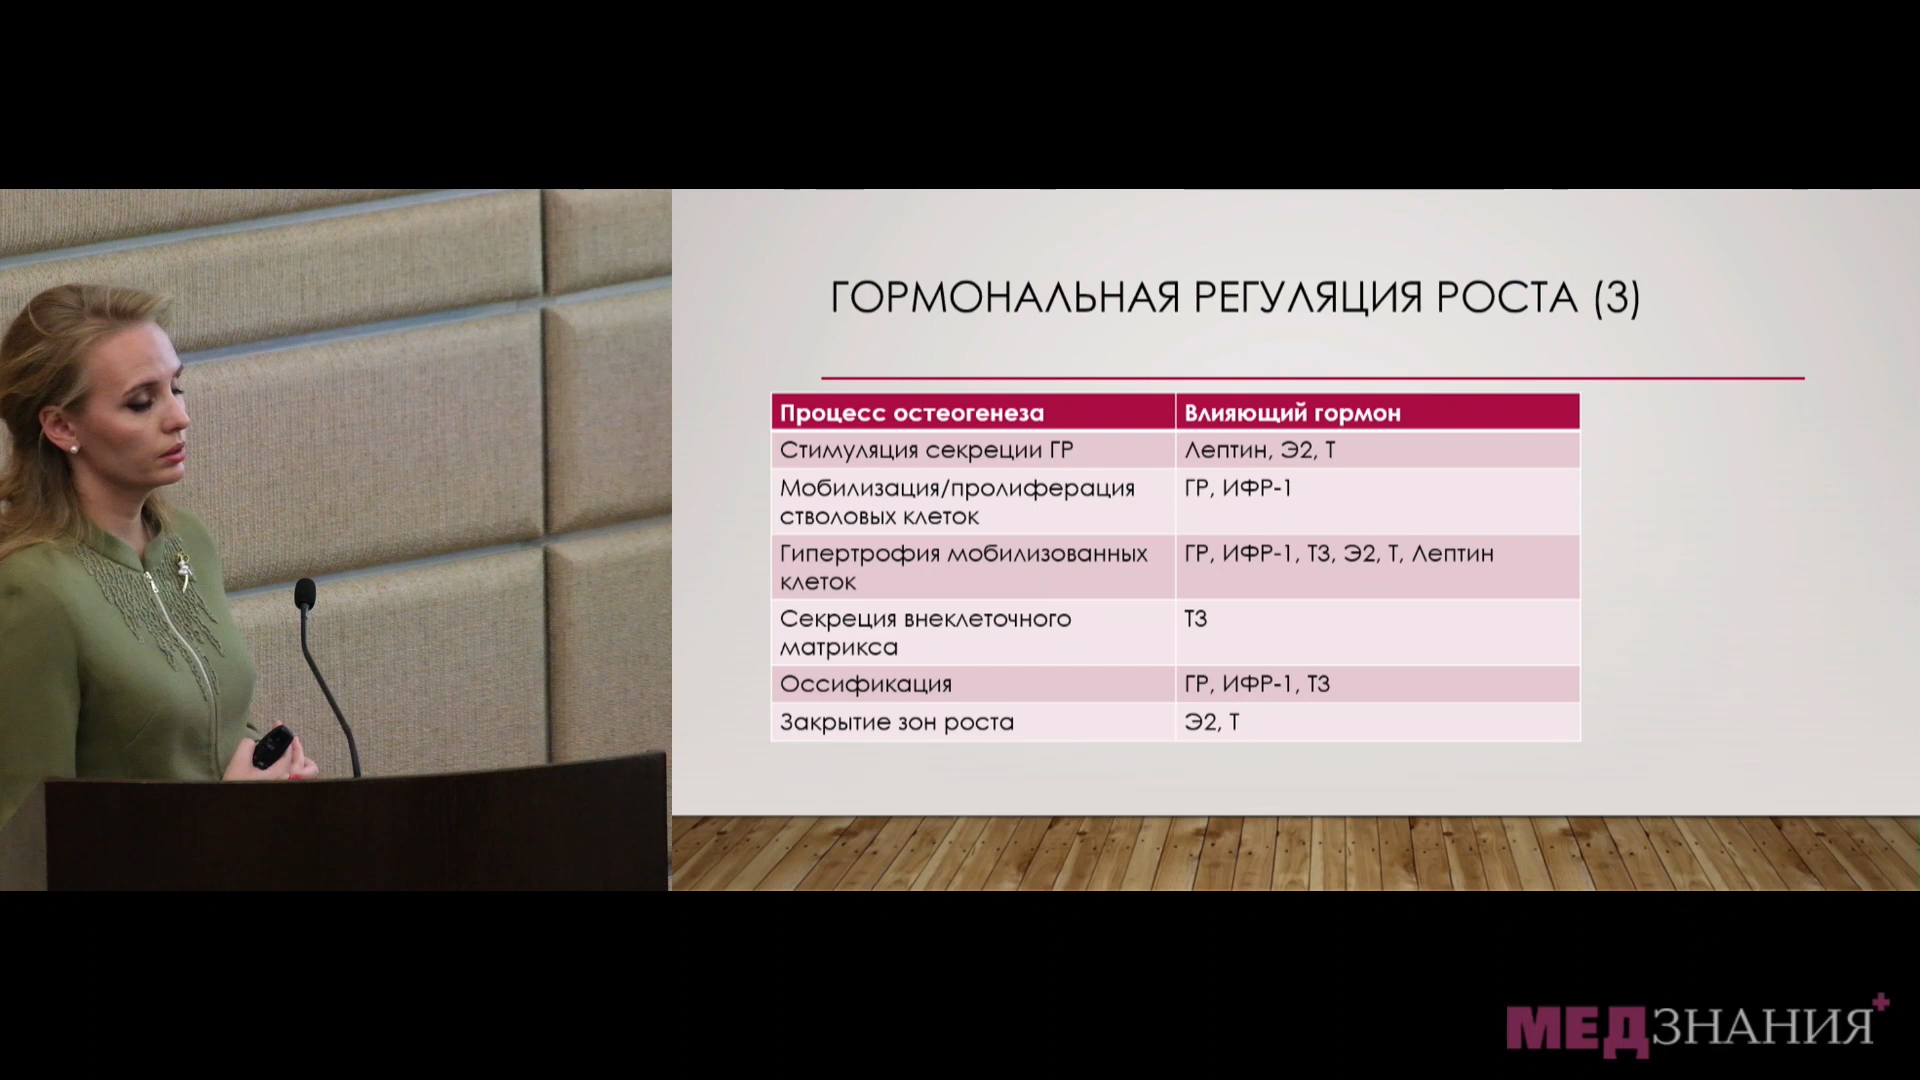 ГОРМОНАЛЬНАЯ РЕГУЛЯЦИЯ РОСТА (3)
Процесс остеогенеза Влияющий гормон
Стимуляция секреции ГР Лептин, Э2, Т
Мобилизация/пролиферация ГР, ИФР-1
стволовых клеток
Гипертрофия мобилизованных ГР, ИФР-1, Т3, Э2, Т, Лептин
клеток
Секреция внеклеточного Т3
матрикса
Оссификация ГР, ИФР-1, Т3
Закрытие зон роста Э2, Т
МЕДЗНАНИЯ+